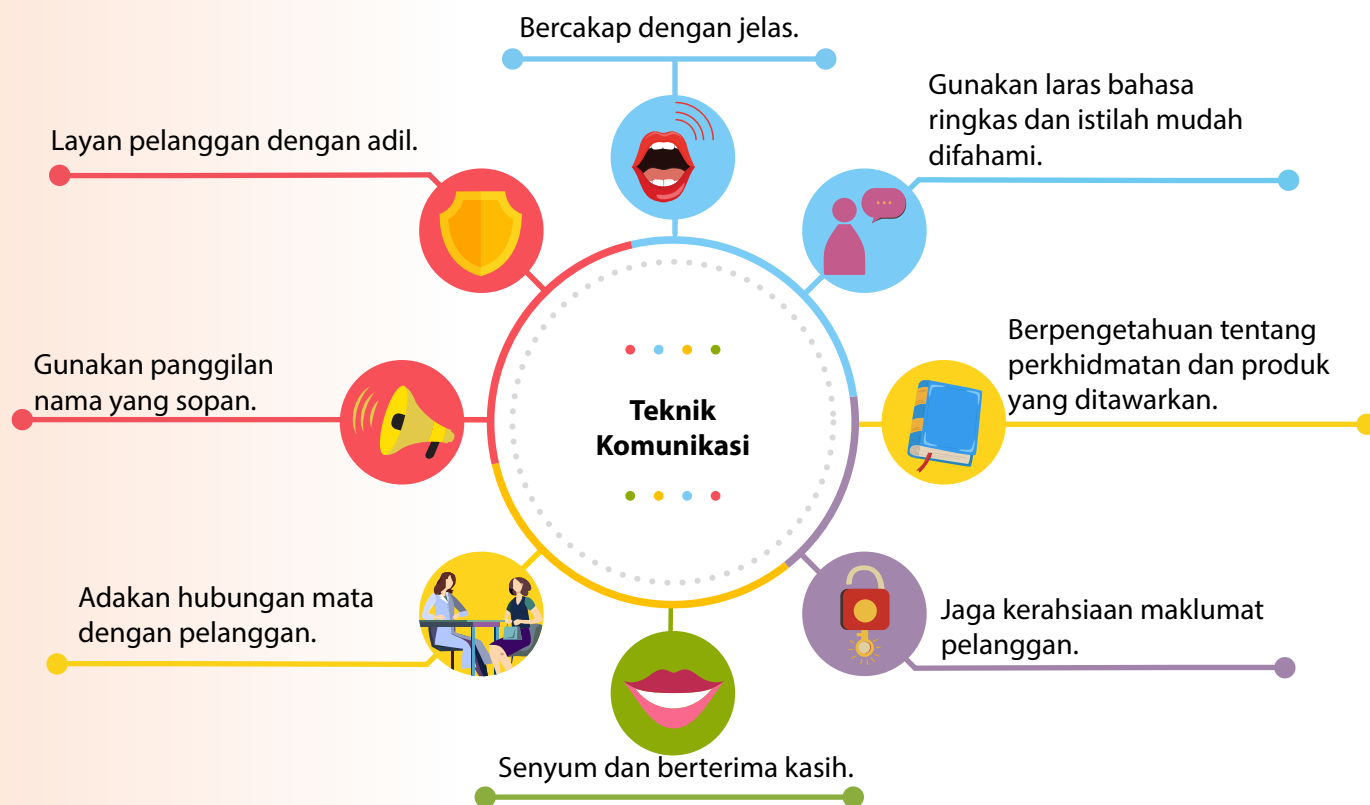 Bercakap dengan jelas.
Gunakan laras bahasa
ringkas dan istilah mudah
difahami.
Layan pelanggan dengan adil.
Berpengetahuan tentang
perkhidmatan dan produk
yang ditawarkan.
Gunakan panggilan
nama yang sopan.
Teknik
Komunikasi
Adakan hubungan mata
dengan pelanggan.
Jaga kerahsiaan maklumat
pelanggan.
Senyum dan berterima kasih.